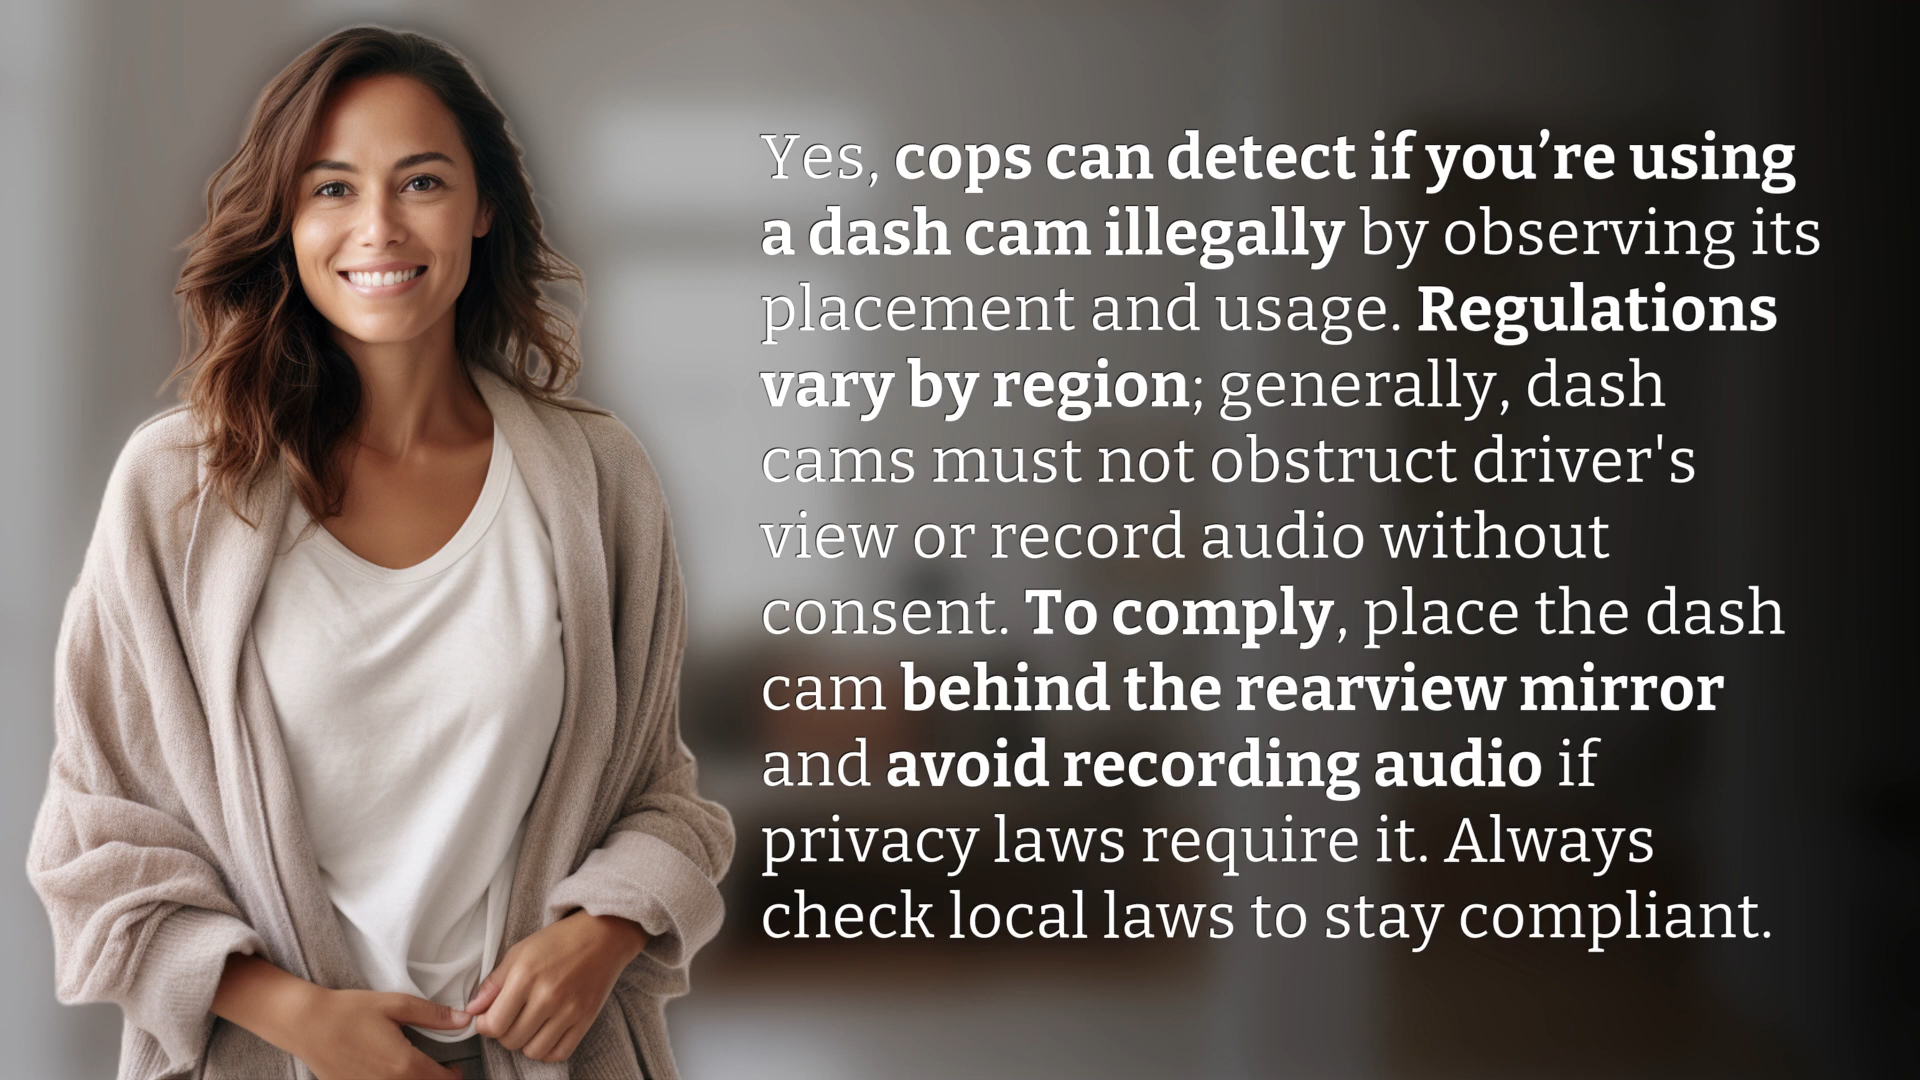 Yes, cops can detect if you’re using
a dash cam illegally by observing its
placement and usage. Regulations
vary by region; generally, dash
cams must not obstruct driver's
view or record audio without
consent. To comply, place the dash
cam behind the rearview mirror
and avoid recording audio if
privacy laws require it. Always
check local laws to stay compliant.